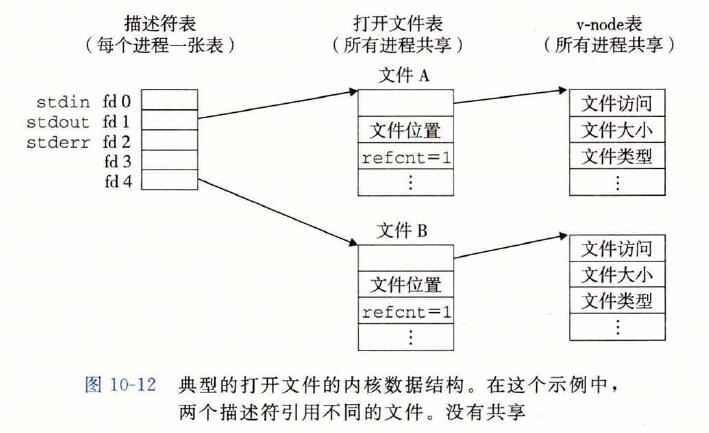 描述符表 打开文件表 v-node表
（每个进程一张表） （所有进程共享） （所有进程共享）
文件 A
stdin fd 0
stdout fd 1
stderr fd 2
fd 3
fd 4
文件位置
refcnt=1
⋮
文件访问
文件大小
文件类型
⋮
文件 B
文件位置
refcnt=1
⋮
文件访问
文件大小
文件类型
⋮
图 10-12 典型的打开文件的内核数据结构。在这个示例中，
两个描述符引用不同的文件。没有共享